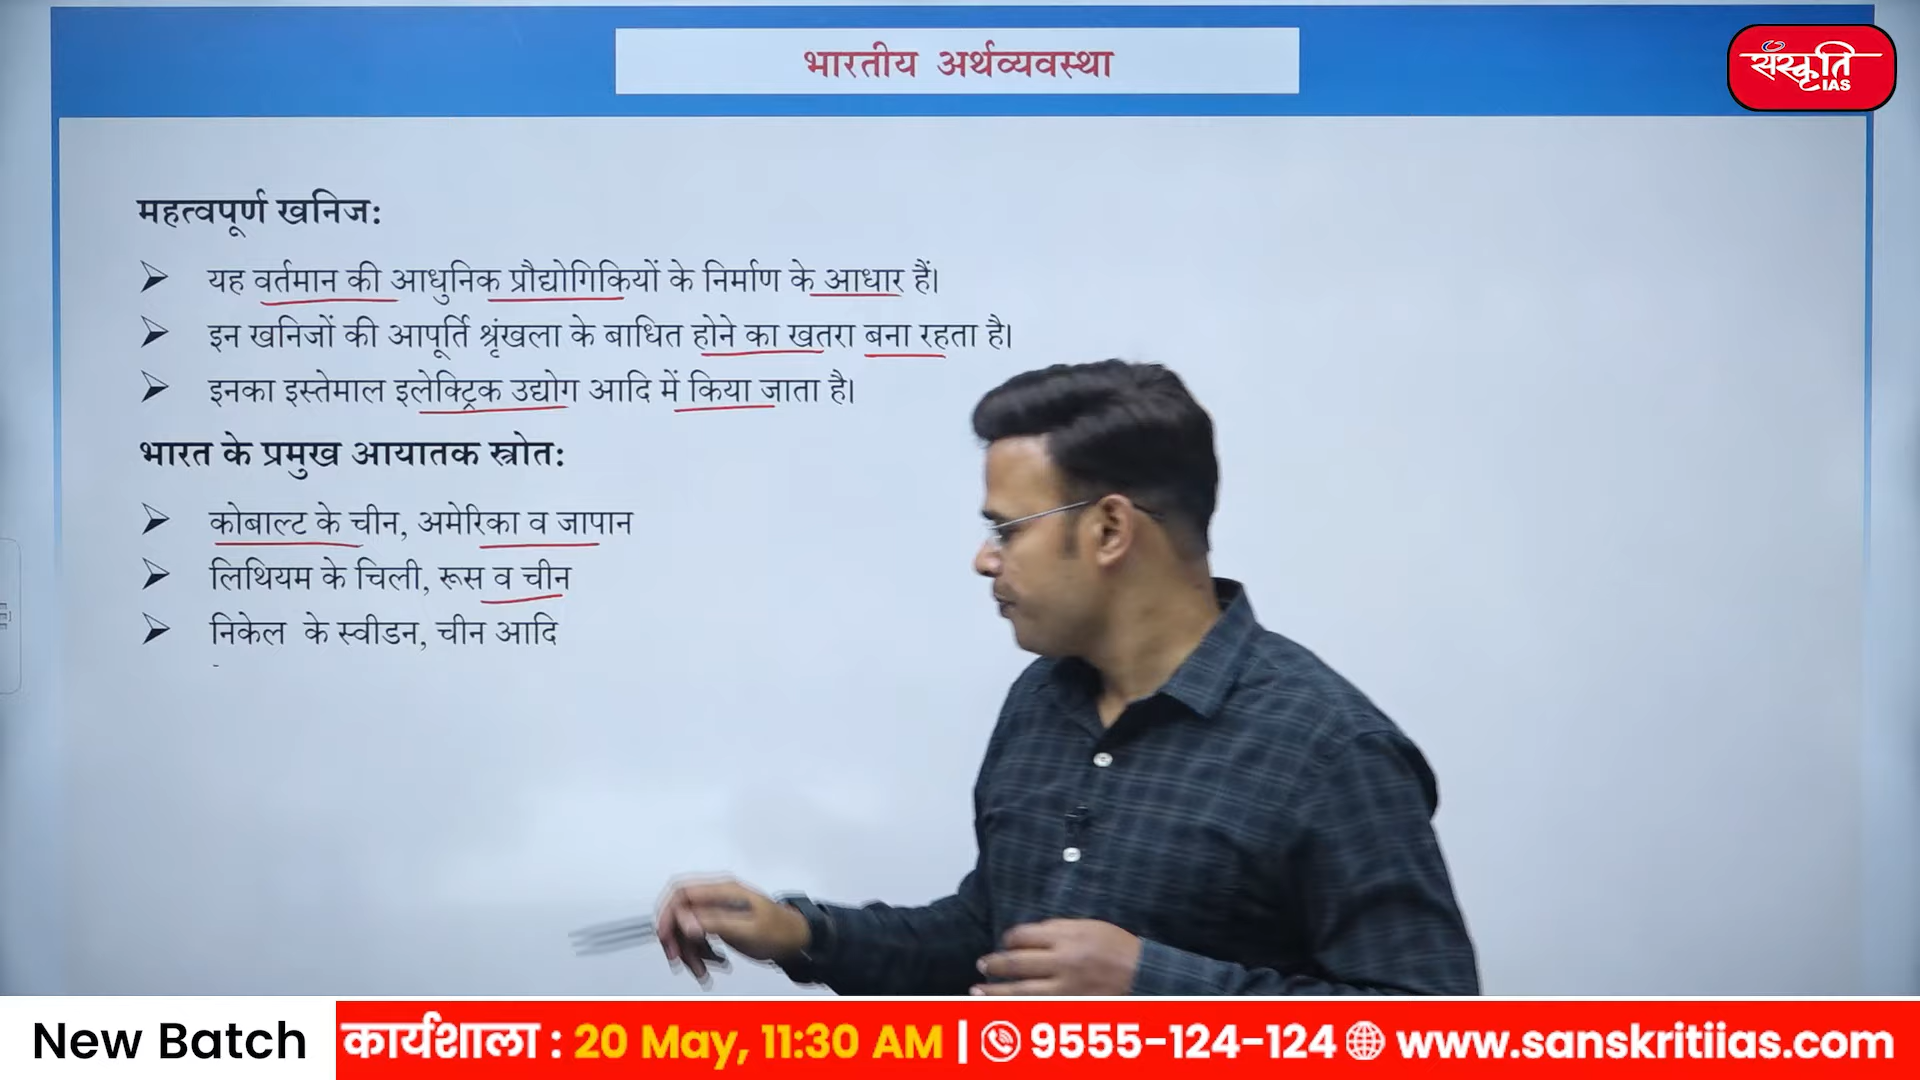 भारतीय अर्थव्यवस्था
संस्कृति
IAS
महत्वपूर्ण खनिज:
➢ यह वर्तमान की आधुनिक प्रौद्योगिकियों के निर्माण के आधार हैं।
➢ इन खनिजों की आपूर्ति श्रृंखला के बाधित होने का खतरा बना रहता है।
➢ इनका इस्तेमाल इलेक्ट्रिक उद्योग आदि में किया जाता है।
भारत के प्रमुख आयातक स्त्रोत:
➢ कोबाल्ट के चीन, अमेरिका व जापान
➢ लिथियम के चिली, रूस व चीन
➢ निकेल के स्वीडन, चीन आदि
New Batch कार्यशाला : 20 May, 11:30 AM | 9555-124-124 www.sanskritiias.com